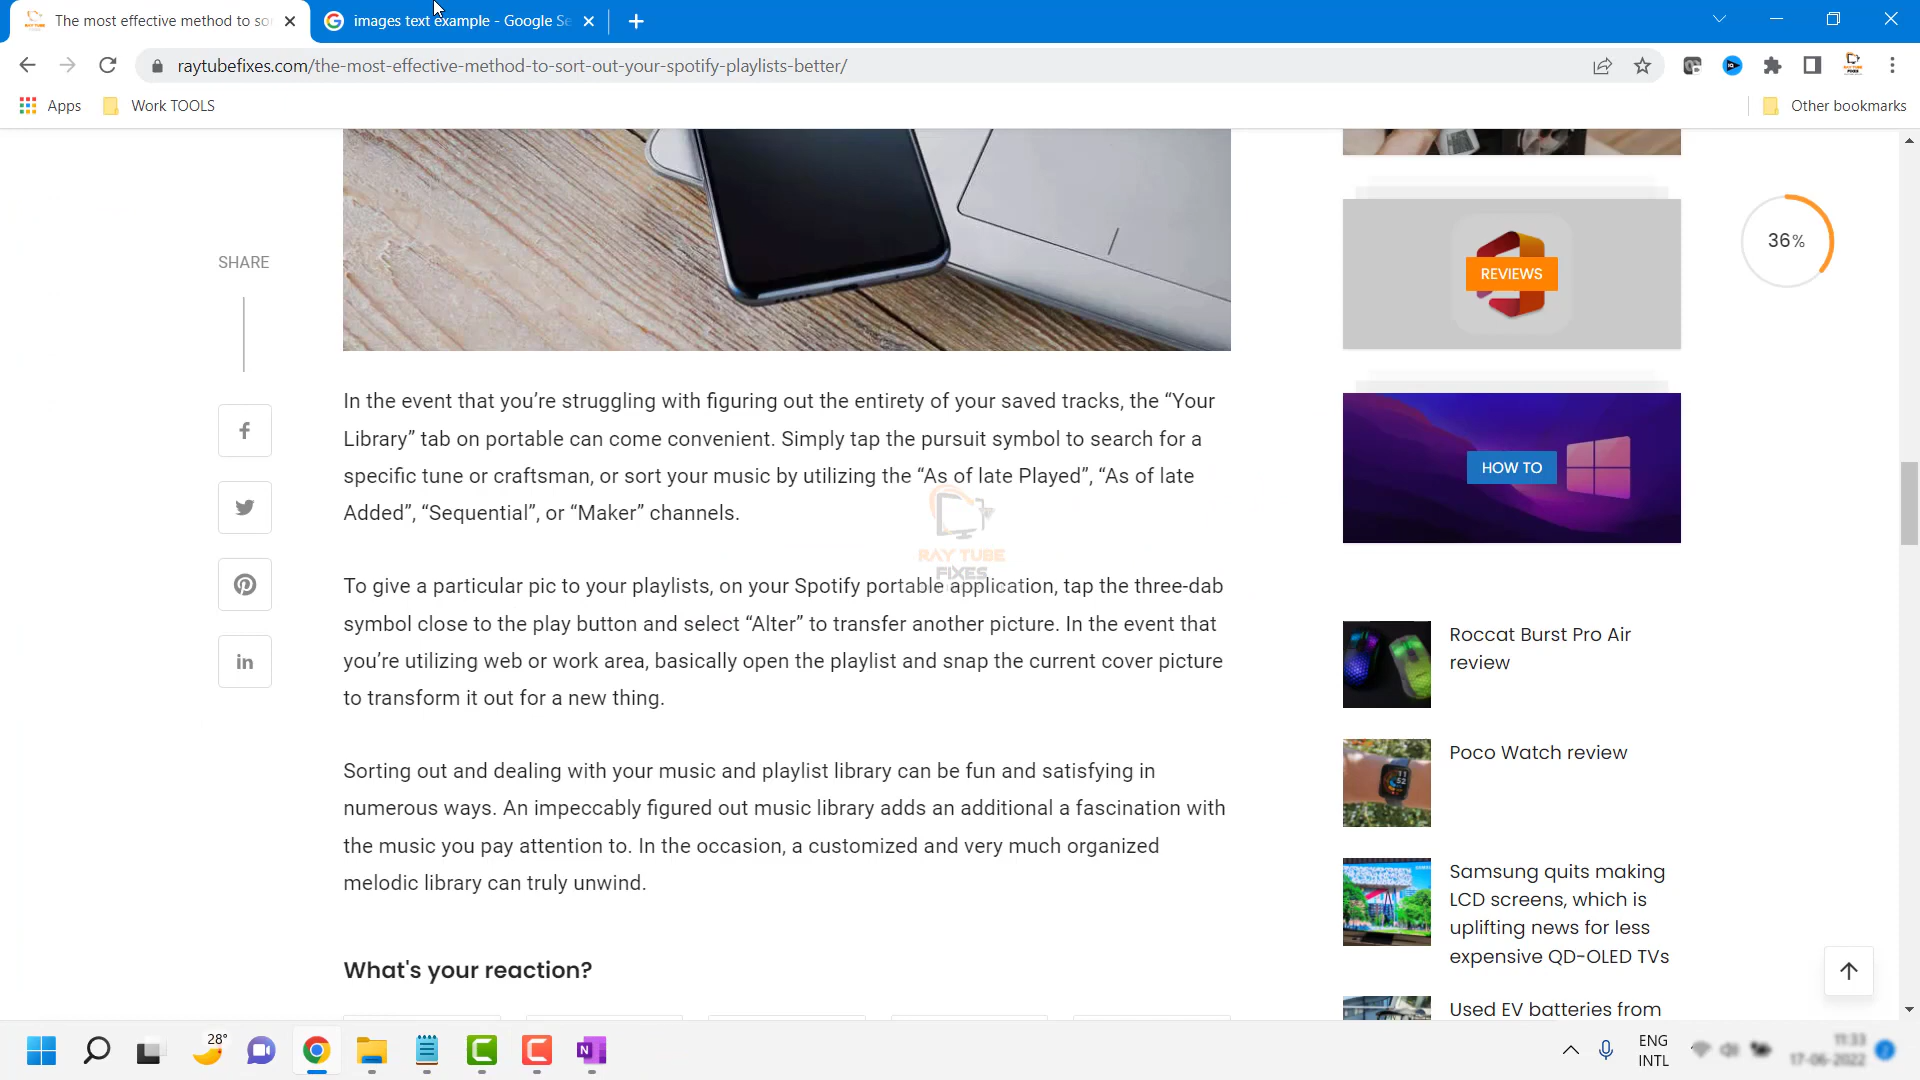 The most effective method to so
images text example - Google Se
raytubefixes.com/the-most-effective-method-to-sort-out-your-spotify-playlists-better/
Apps
Work TOOLS
Other bookmarks
SHARE
36%
REVIEWS
HOW TO
In the event that you're struggling with figuring out the entirety of your saved tracks, the “Your
Library” tab on portable can come convenient. Simply tap the pursuit symbol to search for a
specific tune or craftsman, or sort your music by utilizing the “As of late Played”, “As of late
Added”, “Sequential”, or “Maker” channels.
RAY TUBE
FIXES
To give a particular pic to your playlists, on your Spotify portable application, tap the three-dab
symbol close to the play button and select “Alter” to transfer another picture. In the event that
you're utilizing web or work area, basically open the playlist and snap the current cover picture
to transform it out for a new thing.
Sorting out and dealing with your music and playlist library can be fun and satisfying in
numerous ways. An impeccably figured out music library adds an additional a fascination with
the music you pay attention to. In the occasion, a customized and very much organized
melodic library can truly unwind.
What's your reaction?
Roccat Burst Pro Air
review
Poco Watch review
Samsung quits making
LCD screens, which is
uplifting news for less
expensive QD-OLED TVs
Used EV batteries from
28°
ENG
INTL
11:33
17-06-2022